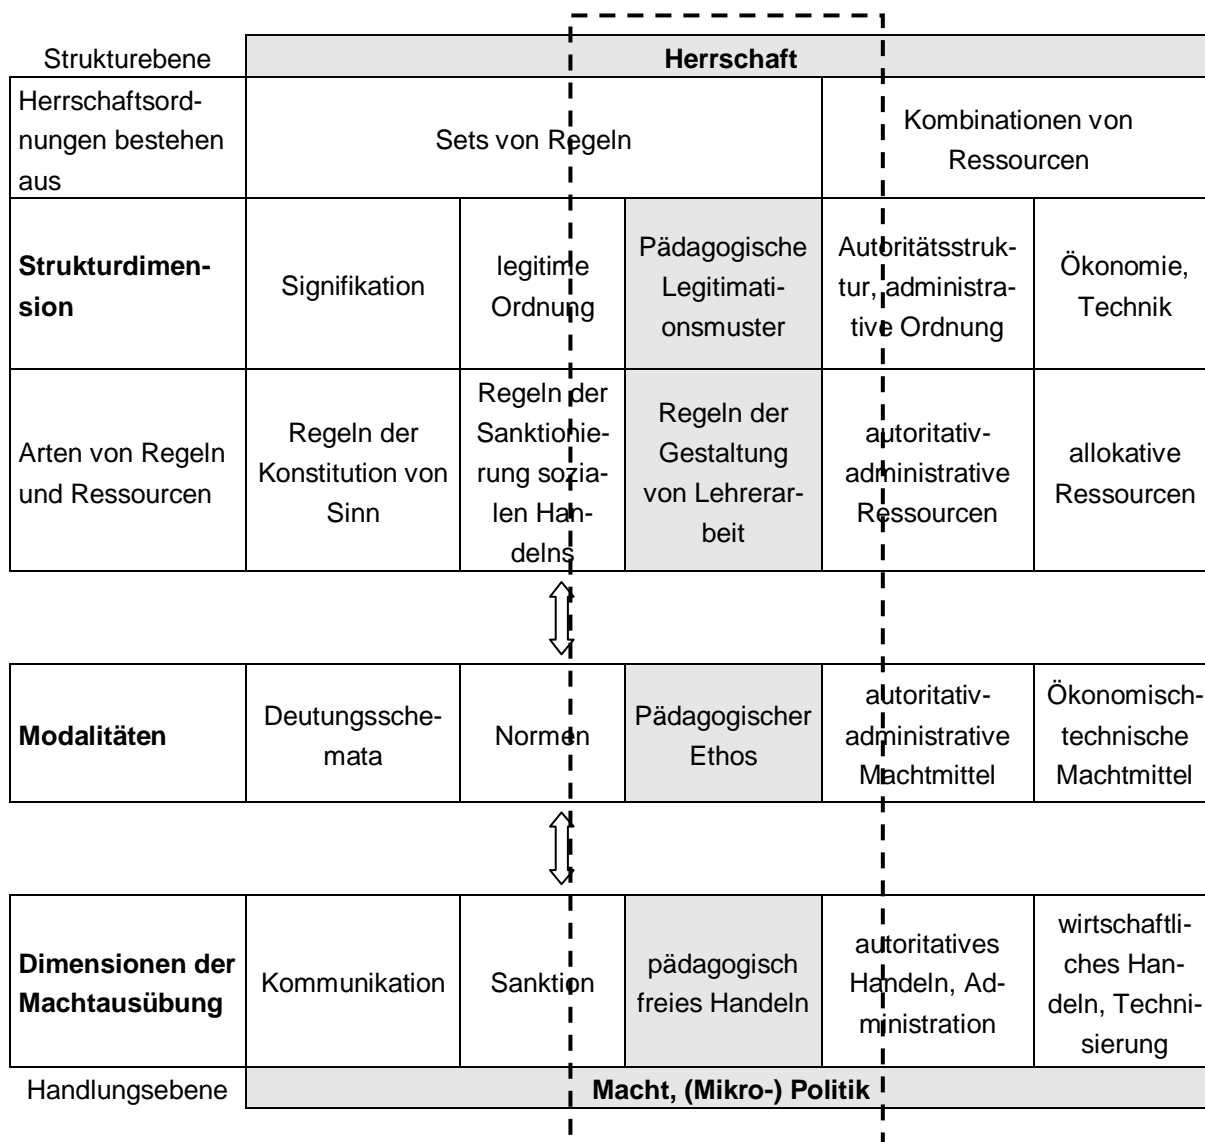 Strukturebene
Herrschaft
Herrschaftsord-
nungen bestehen
aus
Sets von Regeln
Kombinationen von
Ressourcen
Strukturdimen-
sion
Signifikation
legitime
Ordnung
Pädagogische
Legitimati-
onsmuster
Autoritätsstruk-
tur, administra-
tive Ordnung
Ökonomie,
Technik
Arten von Regeln
und Ressourcen
Regeln der
Konstitution von
Sinn
Regeln der
Sanktionie-
rung sozia-
len Han-
delns
Regeln der
Gestaltung
von Lehrerar-
beit
autoritativ-
administrative
Ressourcen
allokative
Ressourcen
Modalitäten
Deutungssche-
mata
Normen
Pädagogischer
Ethos
autoritativ-
administrative
Machtmittel
Ökonomisch-
technische
Machtmittel
Dimensionen der
Machtausübung
Kommunikation
Sanktion
pädagogisch
freies Handeln
autoritatives
Handeln, Ad-
ministration
wirtschaftli-
ches Han-
deln, Techni-
sierung
Handlungsebene
Macht, (Mikro-) Politik